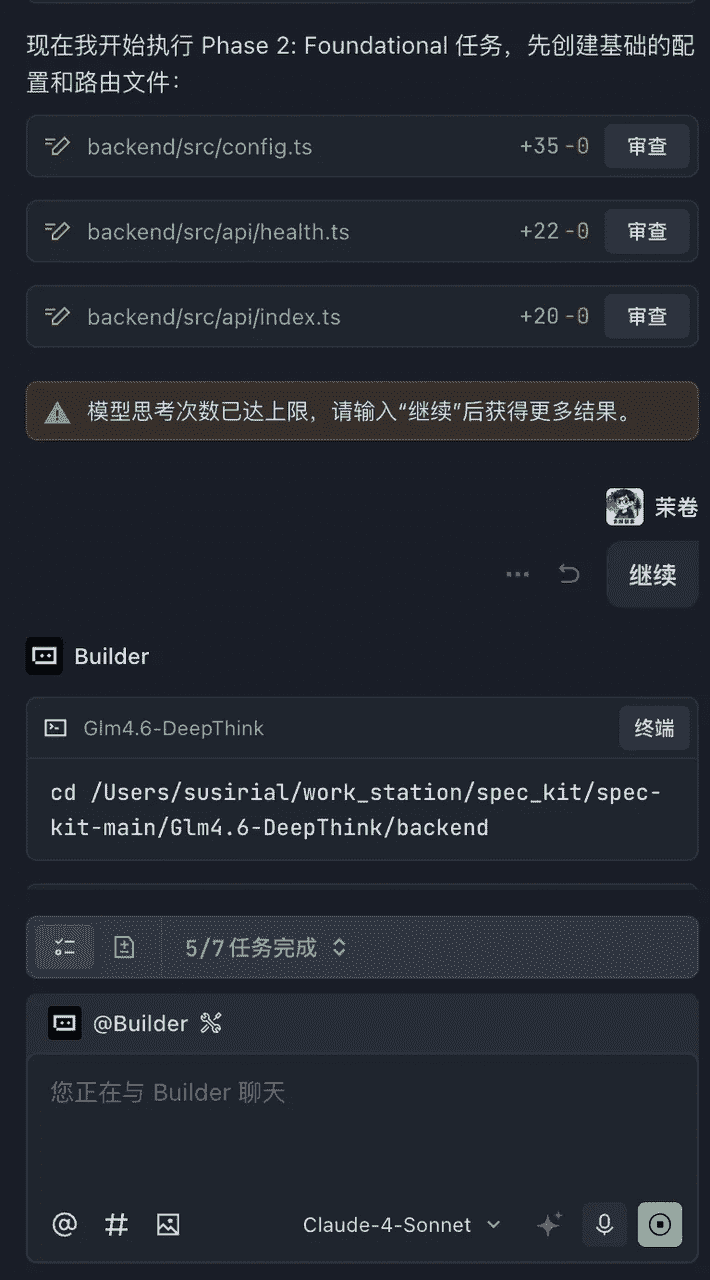 现在我开始执行 Phase 2: Foundational 任务，先创建基础的配
置和路由文件：
backend/src/config.ts +35 -0 审查
backend/src/api/health.ts +22 -0 审查
backend/src/api/index.ts +20 -0 审查
模型思考次数已达上限，请输入“继续”后获得更多结果。
茉卷
继续
Builder
Glm4.6-DeepThink 终端
cd /Users/susirial/work_station/spec_kit/spec-
kit-main/Glm4.6-DeepThink/backend
5/7 任务完成
@Builder
您正在与 Builder 聊天
Claude-4-Sonnet